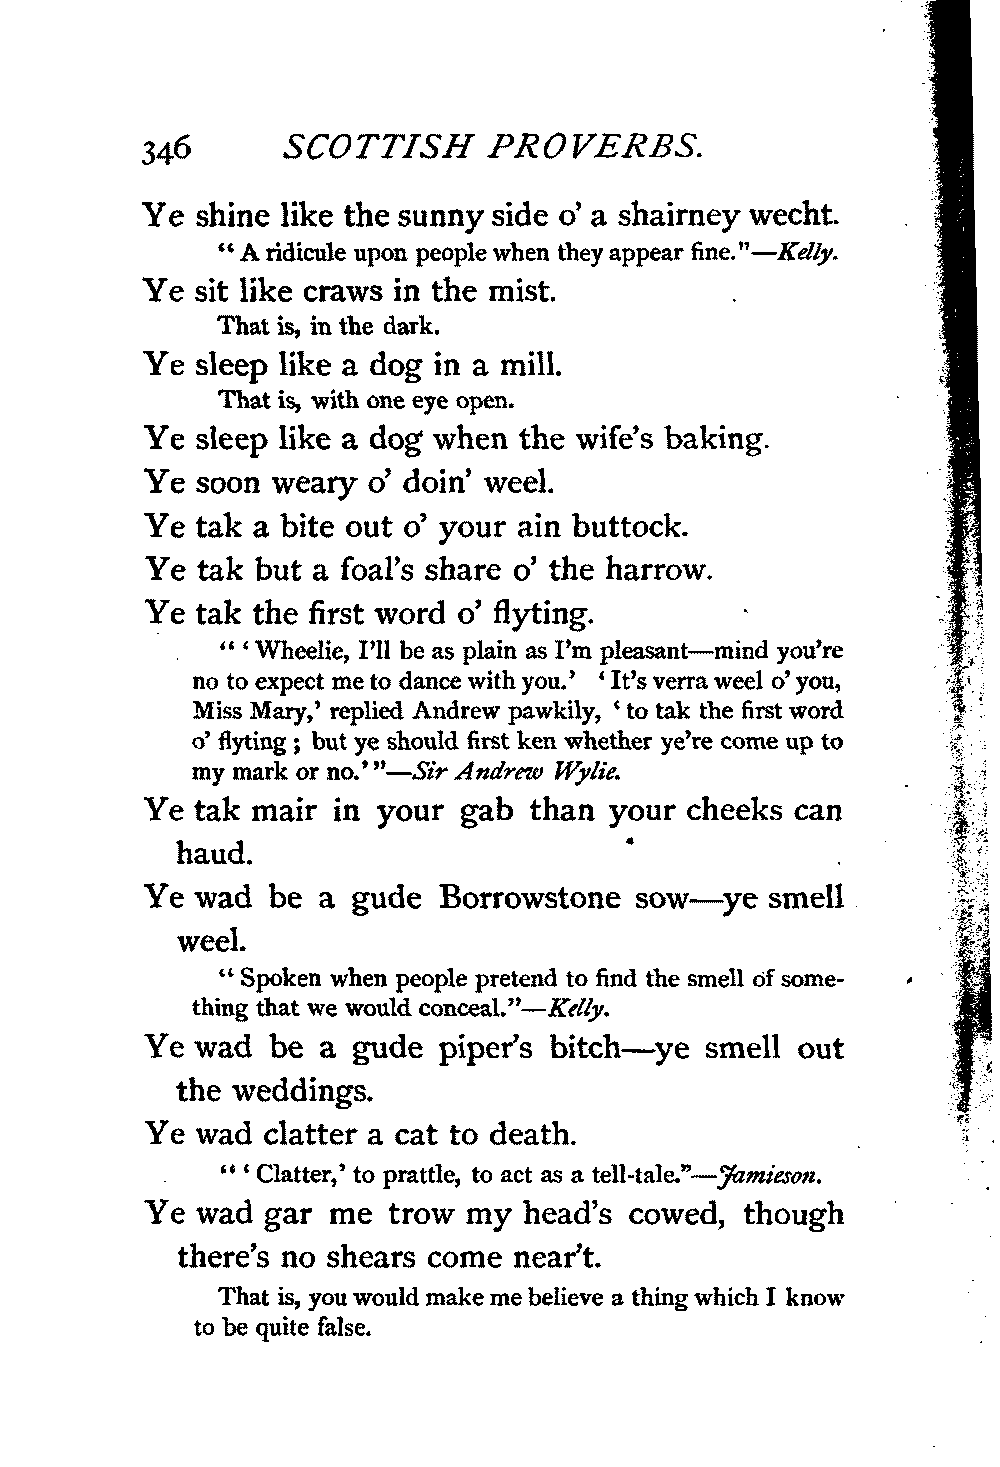 346 SCOTTISH PROVERBS.
Ye shine like the sunny side o' a shairney wecht.
“ A ridicule upon people when they appear fine.”—Kelly.
Ye sit like craws in the mist.
That is, in the dark.
Ye sleep like a dog in a mill.
That is, with one eye open.
Ye sleep like a dog when the wife's baking.
Ye soon weary o' doin' weel.
Ye tak a bite out o' your ain buttock.
Ye tak but a foal's share o' the harrow.
Ye tak the first word o' flyting.
“ ‘ Wheelie, I'll be as plain as I'm pleasant—mind you're
no to expect me to dance with you.’ ‘ It's verra weel o' you,
Miss Mary,’ replied Andrew pawkily, ‘ to tak the first word
o' flyting ; but ye should first ken whether ye're come up to
my mark or no.’ ”—Sir Andrew Wylie.
Ye tak mair in your gab than your cheeks can
haud.
Ye wad be a gude Borrowstone sow—ye smell
weel.
“ Spoken when people pretend to find the smell of some-
thing that we would conceal.”—Kelly.
Ye wad be a gude piper's bitch—ye smell out
the weddings.
Ye wad clatter a cat to death.
“ ‘ Clatter,’ to prattle, to act as a tell-tale.”—Jamieson.
Ye wad gar me trow my head's cowed, though
there's no shears come near't.
That is, you would make me believe a thing which I know
to be quite false.